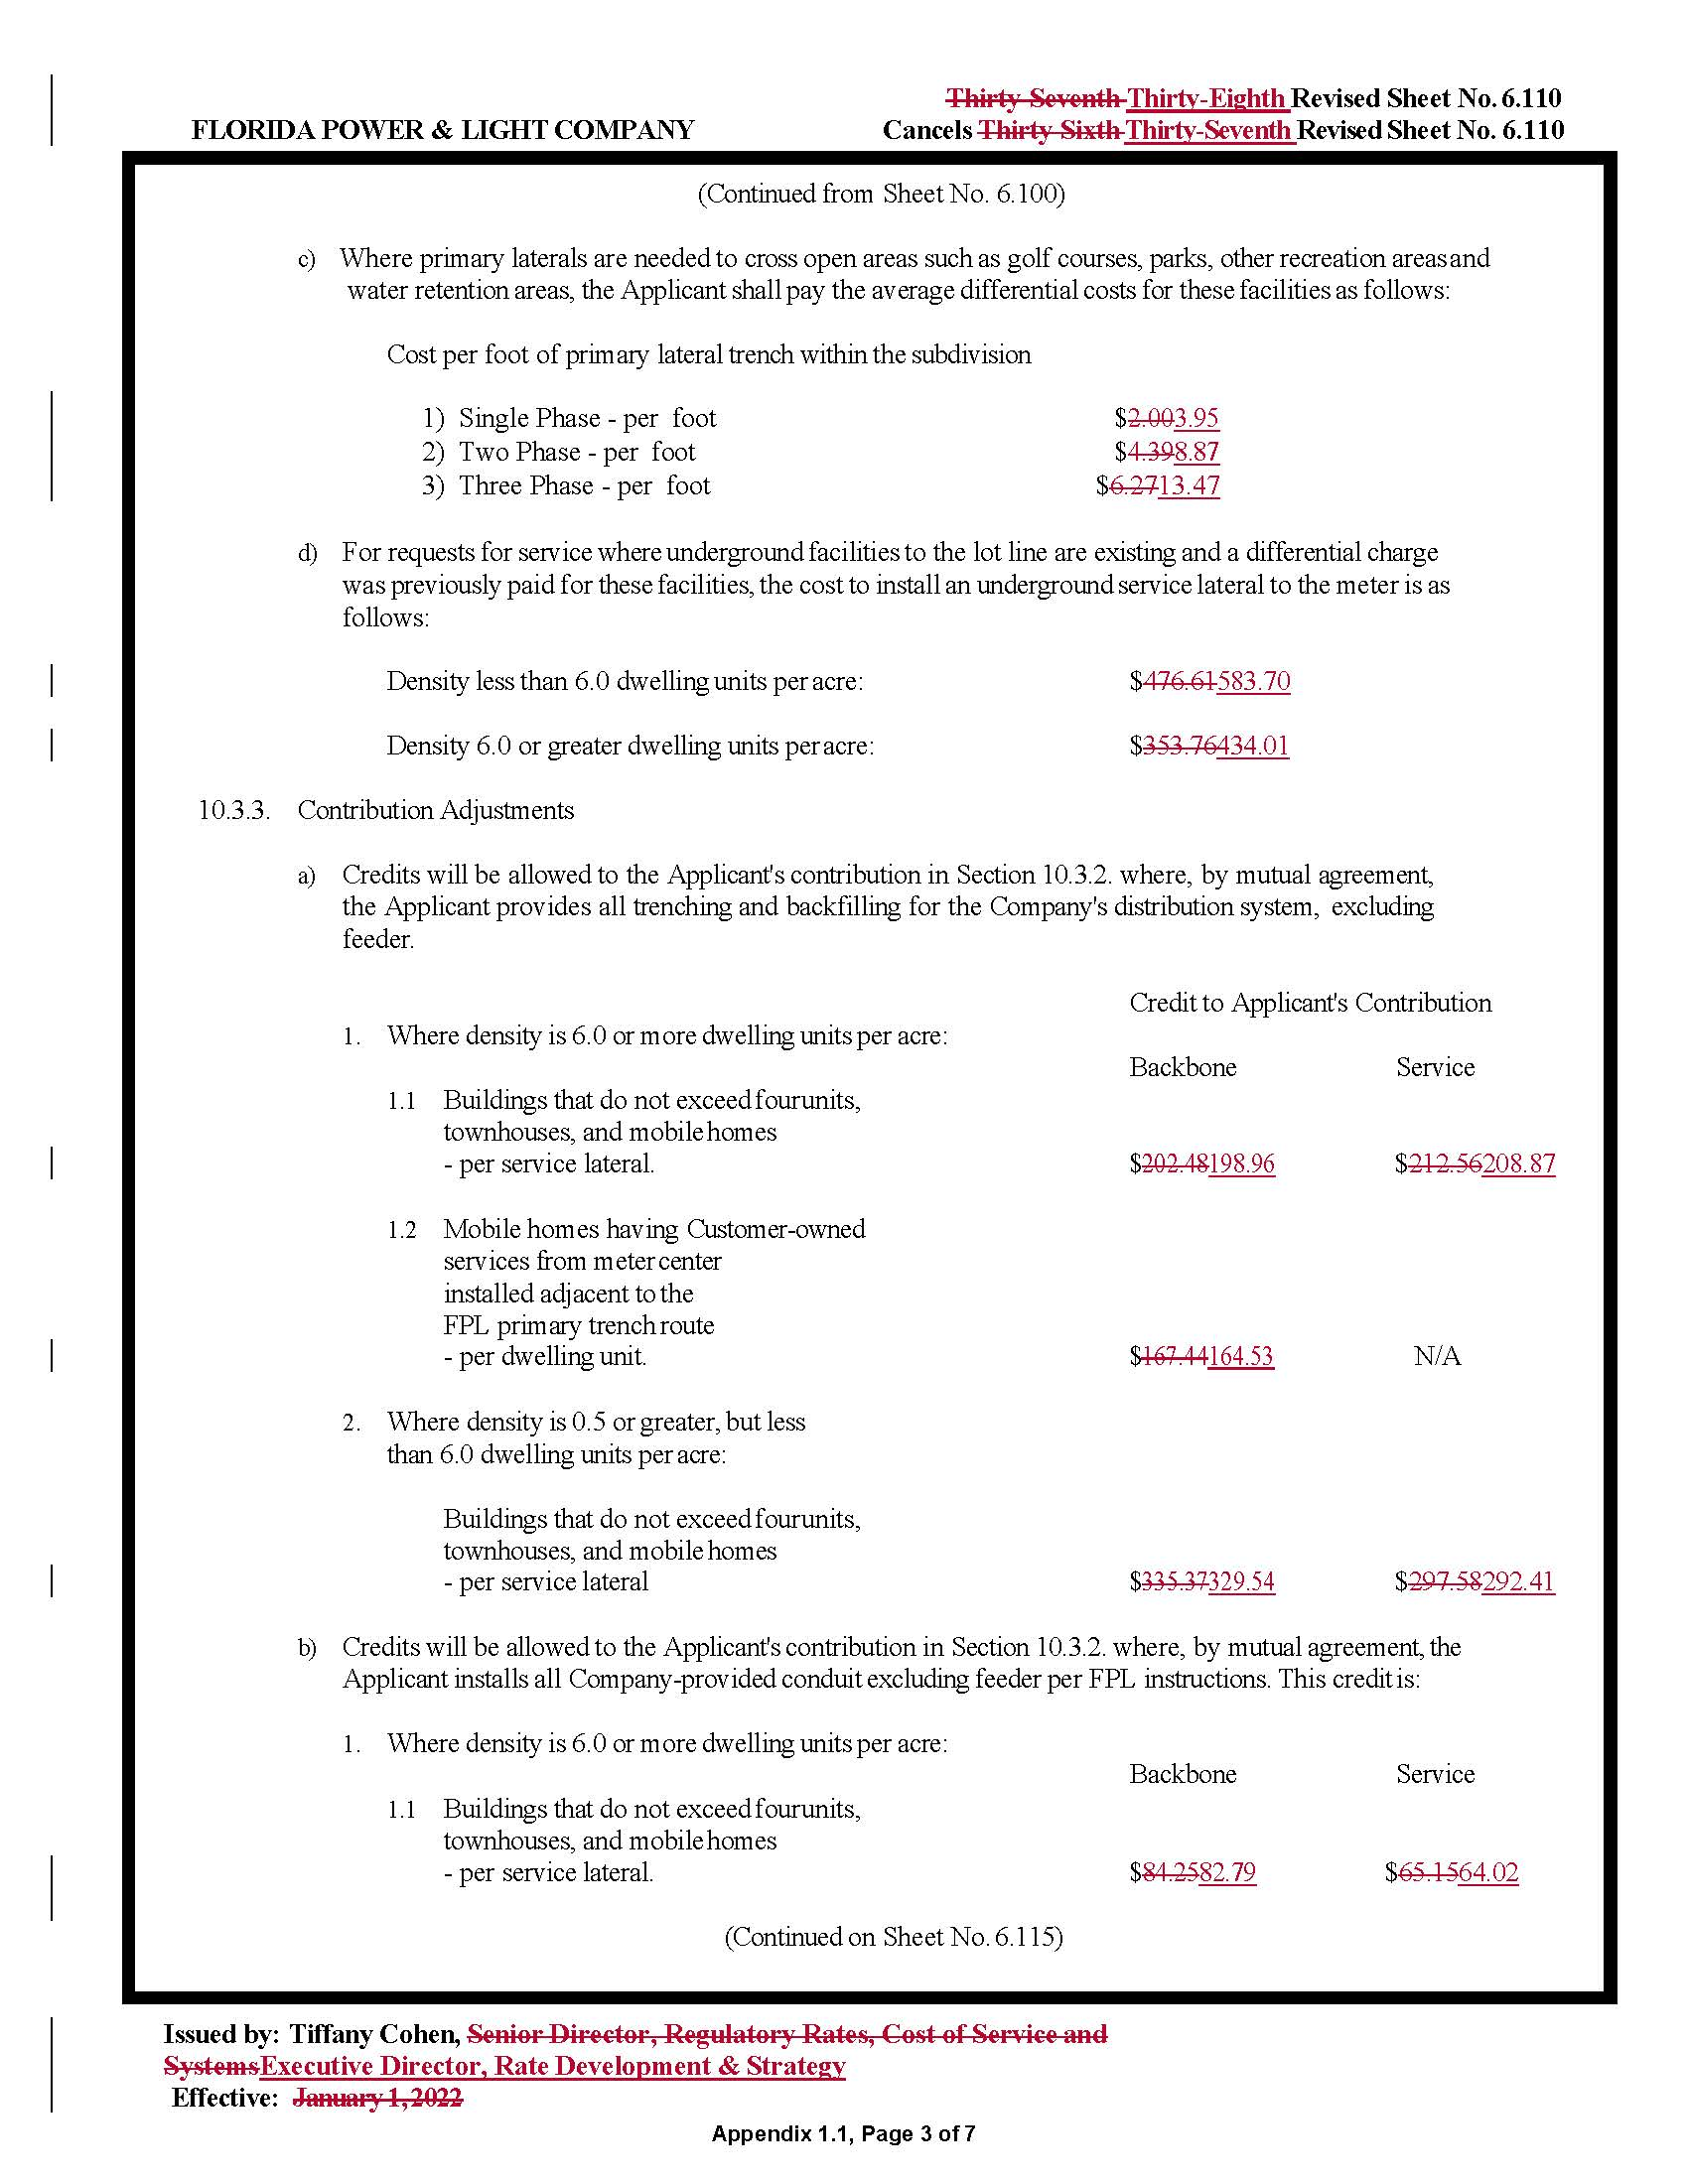 Thirty-Seventh Thirty-Eighth Revised Sheet No. 6.110
FLORIDA POWER & LIGHT COMPANY Cancels Thirty-Sixth Thirty-Seventh Revised Sheet No. 6.110
(Continued from Sheet No. 6.100)
c) Where primary laterals are needed to cross open areas such as golf courses, parks, other recreation areas and
water retention areas, the Applicant shall pay the average differential costs for these facilities as follows:
Cost per foot of primary lateral trench within the subdivision
1) Single Phase - per foot $2.003.95
2) Two Phase - per foot $4.398.87
3) Three Phase - per foot $6.2713.47
d) For requests for service where underground facilities to the lot line are existing and a differential charge
was previously paid for these facilities, the cost to install an underground service lateral to the meter is as
follows:
Density less than 6.0 dwelling units per acre: $476.61583.70
Density 6.0 or greater dwelling units per acre: $353.76434.01
10.3.3. Contribution Adjustments
a) Credits will be allowed to the Applicant's contribution in Section 10.3.2. where, by mutual agreement,
the Applicant provides all trenching and backfilling for the Company's distribution system, excluding
feeder.
Credit to Applicant's Contribution
1. Where density is 6.0 or more dwelling units per acre:
Backbone Service
1.1 Buildings that do not exceed four units,
townhouses, and mobile homes
- per service lateral. $202.48198.96 $212.56208.87
1.2 Mobile homes having Customer-owned
services from meter center
installed adjacent to the
FPL primary trench route
- per dwelling unit. $167.44164.53 N/A
2. Where density is 0.5 or greater, but less
than 6.0 dwelling units per acre:
Buildings that do not exceed four units,
townhouses, and mobile homes
- per service lateral $335.37329.54 $297.58292.41
b) Credits will be allowed to the Applicant's contribution in Section 10.3.2. where, by mutual agreement, the
Applicant installs all Company-provided conduit excluding feeder per FPL instructions. This credit is:
1. Where density is 6.0 or more dwelling units per acre:
Backbone Service
1.1 Buildings that do not exceed four units,
townhouses, and mobile homes
- per service lateral. $84.2582.79 $65.1564.02
(Continued on Sheet No. 6.115)
Issued by: Tiffany Cohen, Senior Director, Regulatory Rates, Cost of Service and
SystemsExecutive Director, Rate Development & Strategy
Effective: January 1, 2022
Appendix 1.1, Page 3 of 7